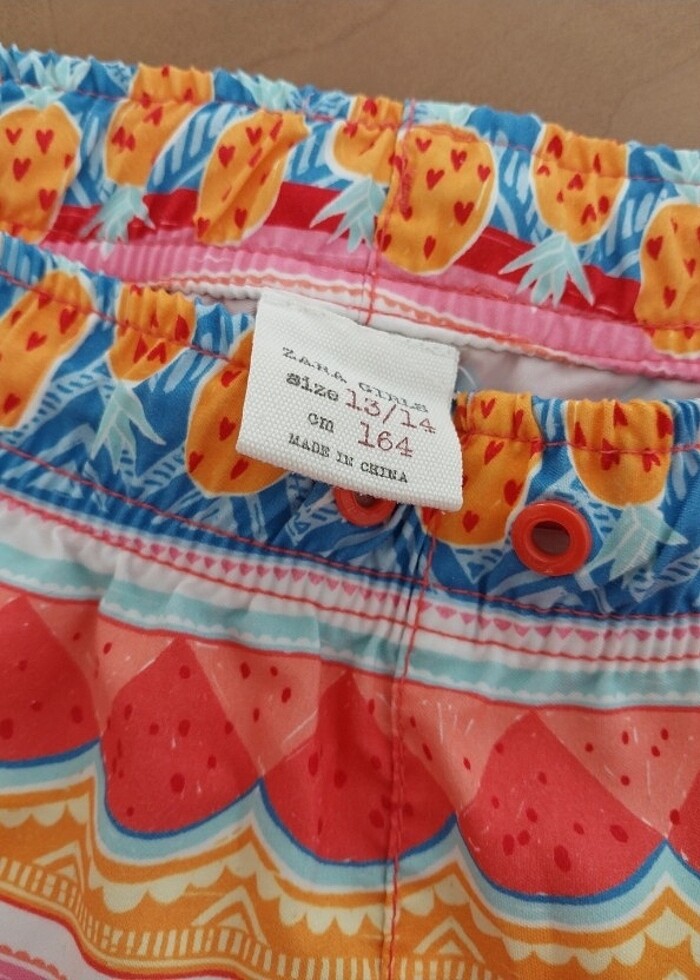 ZARA GIRLS
size 13/14
cm 164
MADE IN CHINA